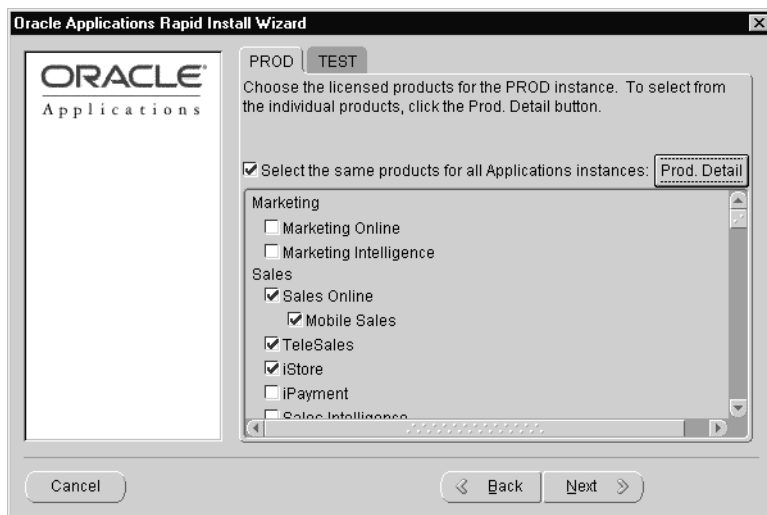 Oracle Applications Rapid Install Wizard
ORACLE®
Applications
PROD
TEST
Choose the licensed products for the PROD instance. To select from
the individual products, click the Prod. Detail button.
Select the same products for all Applications instances:
Prod. Detail
Marketing
Marketing Online
Marketing Intelligence
Sales
Sales Online
Mobile Sales
TeleSales
iStore
iPayment
Sales Intelligence
Cancel
Back
Next